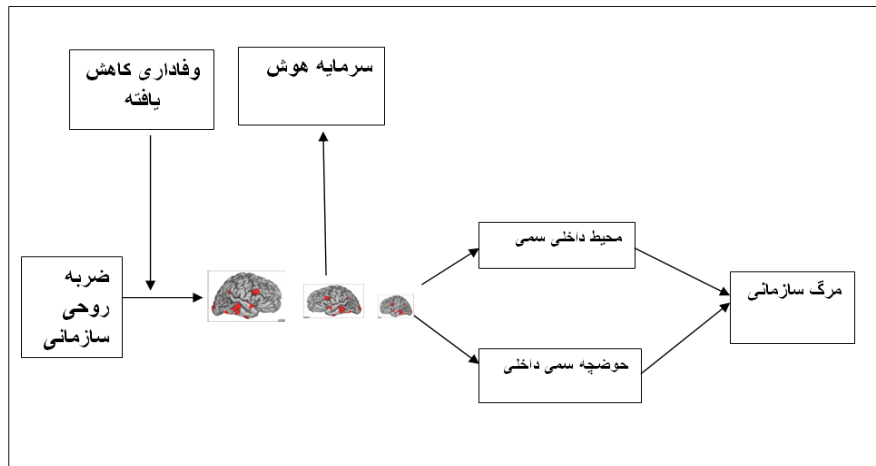 وفاداری کاهش
یافته
سرمایه هوش
ضربه
روحی
سازمانی
محیط داخلی سمی
حوضچه سمی داخلی
مرگ سازمانی